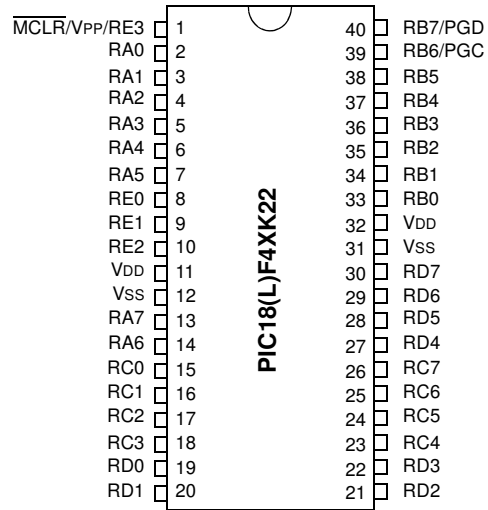 MCLR/VPP/RE3 1 40 RB7/PGD
RA0 2 39 RB6/PGC
RA1 3 38 RB5
RA2 4 37 RB4
RA3 5 36 RB3
RA4 6 35 RB2
RA5 7 34 RB1
RE0 8 33 RB0
RE1 9 32 VDD
RE2 10 31 VSS
VDD 11 30 RD7
VSS 12 29 RD6
RA7 13 28 RD5
RA6 14 27 RD4
RC0 15 26 RC7
RC1 16 25 RC6
RC2 17 24 RC5
RC3 18 23 RC4
RD0 19 22 RD3
RD1 20 21 RD2
PIC18(L)F4XK22